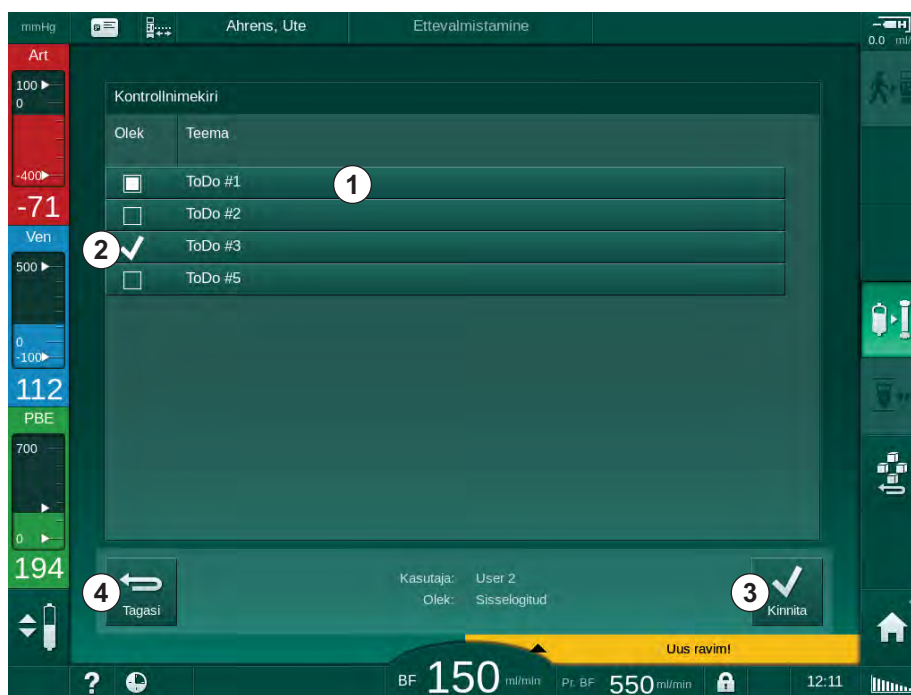 mmHg Ahrens, Ute Ettevalmistamine
0.0 ml/
Art
100
0
-400
-71
Ven
500
0
-100
112
PBE
700
0
194
Kontrollnimekiri
Olek Teema
ToDo #1 1
ToDo #2
2 ToDo #3
ToDo #5
4 Tagasi
Kasutaja: User 2
Olek: Sisselogitud
3 Kinnita
Uus ravim!
? BF 150 ml/min Pr. BF 550 ml/min 12:11